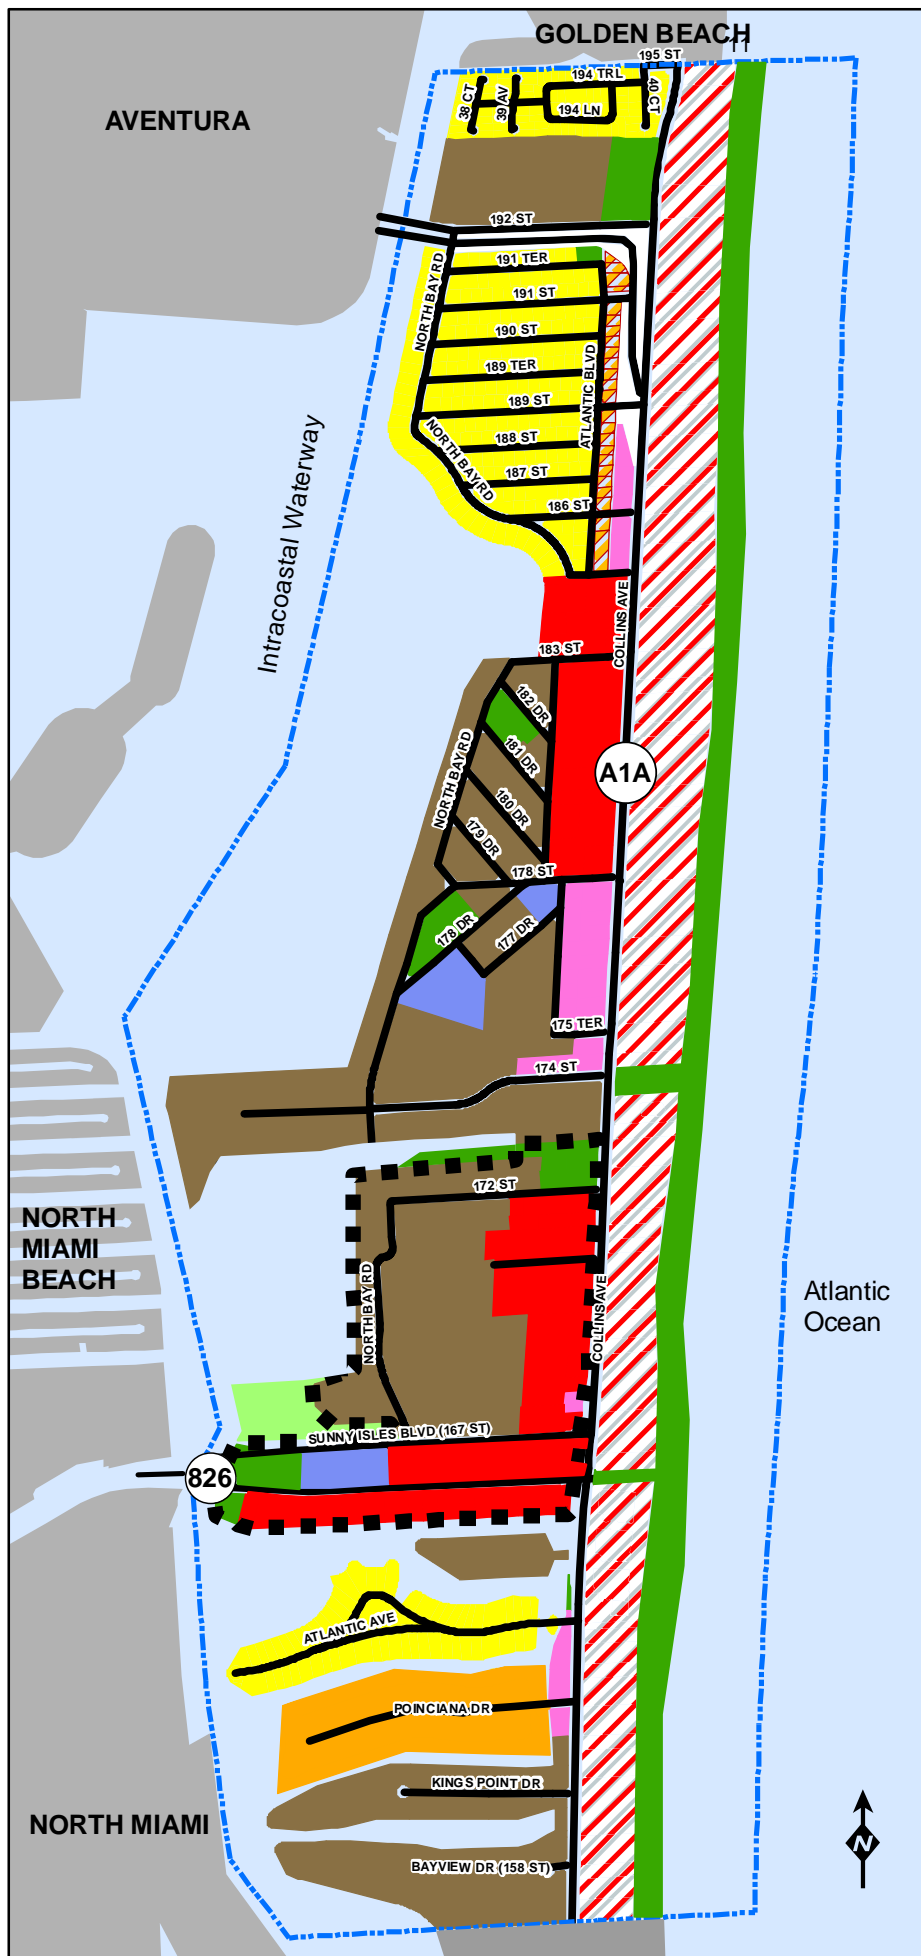 GOLDEN BEACH
11
195 ST
AVENTURA
38 CT
39 AV
194 TRL
194 LN
40 CT
192 ST
NORTH BAY RD
191 TER
191 ST
190 ST
189 TER
ATLANTIC BLVD
189 ST
NORTH BAY RD
188 ST
187 ST
186 ST
Intracoastal Waterway
COLLINS AVE
183 ST
182 DR
181 DR
NORTH BAY RD
A1A
180 DR
179 DR
178 ST
178 DR
177 DR
175 TER
174 ST
172 ST
NORTH
MIAMI
BEACH
NORTH BAY RD
COLLINS AVE
Atlantic
Ocean
SUNNY ISLES BLVD (167 ST)
826
ATLANTIC AVE
POINCIANA DR
KINGS POINT DR
NORTH MIAMI
N
BAYVIEW DR (158 ST)